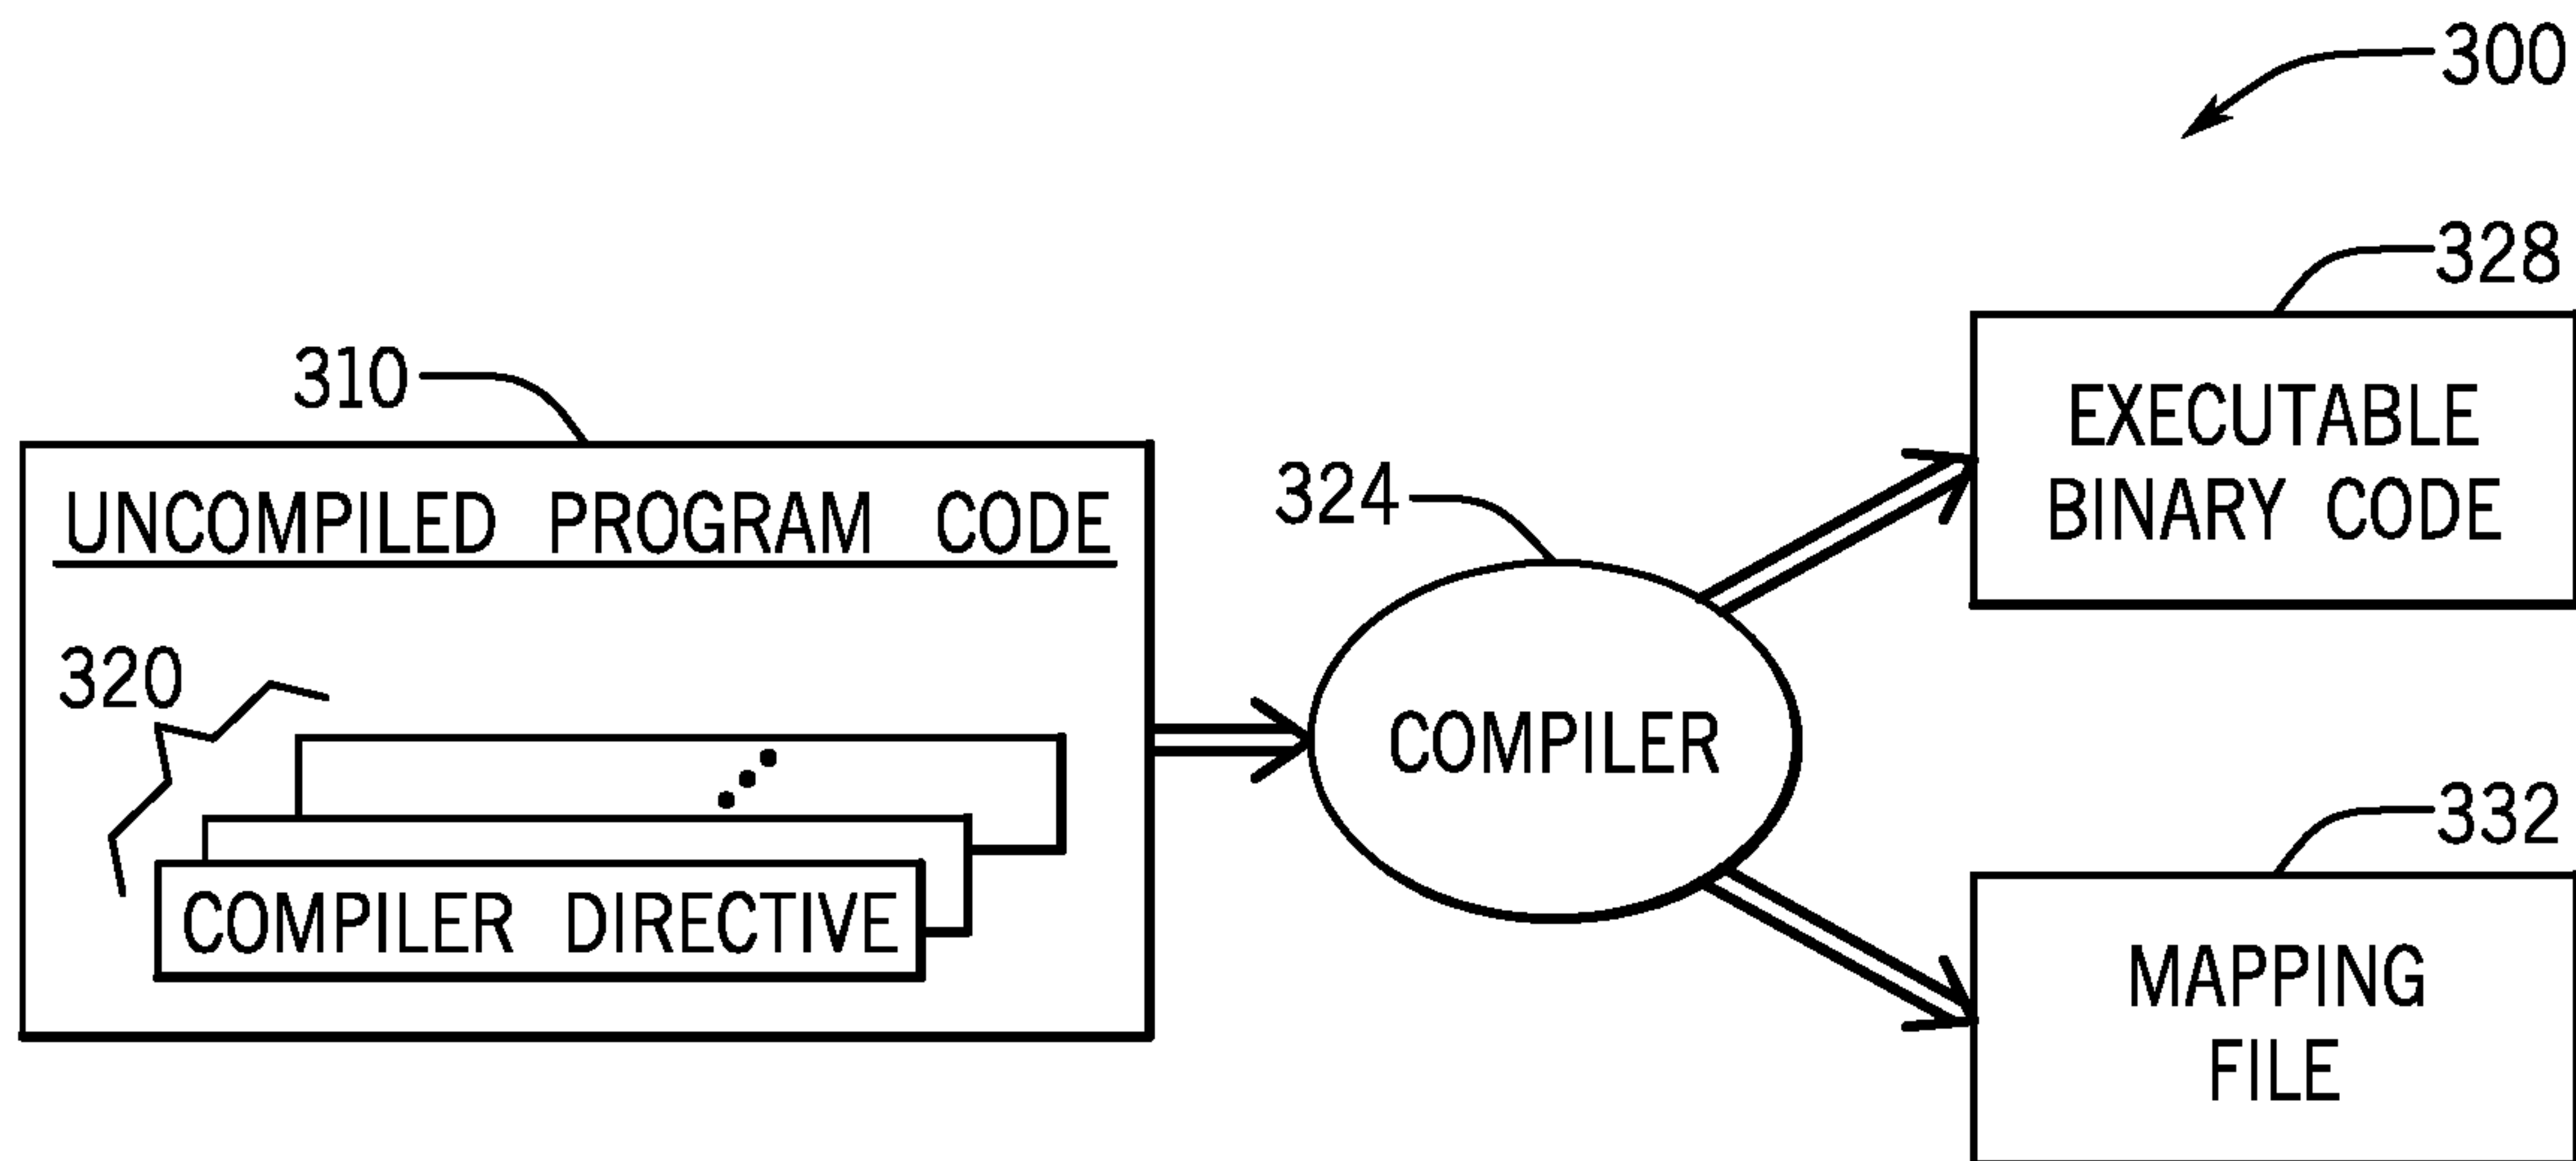 300
328
310
EXECUTABLE
BINARY CODE
324
UNCOMPILED PROGRAM CODE
320
COMPILER
332
COMPILER DIRECTIVE
MAPPING
FILE